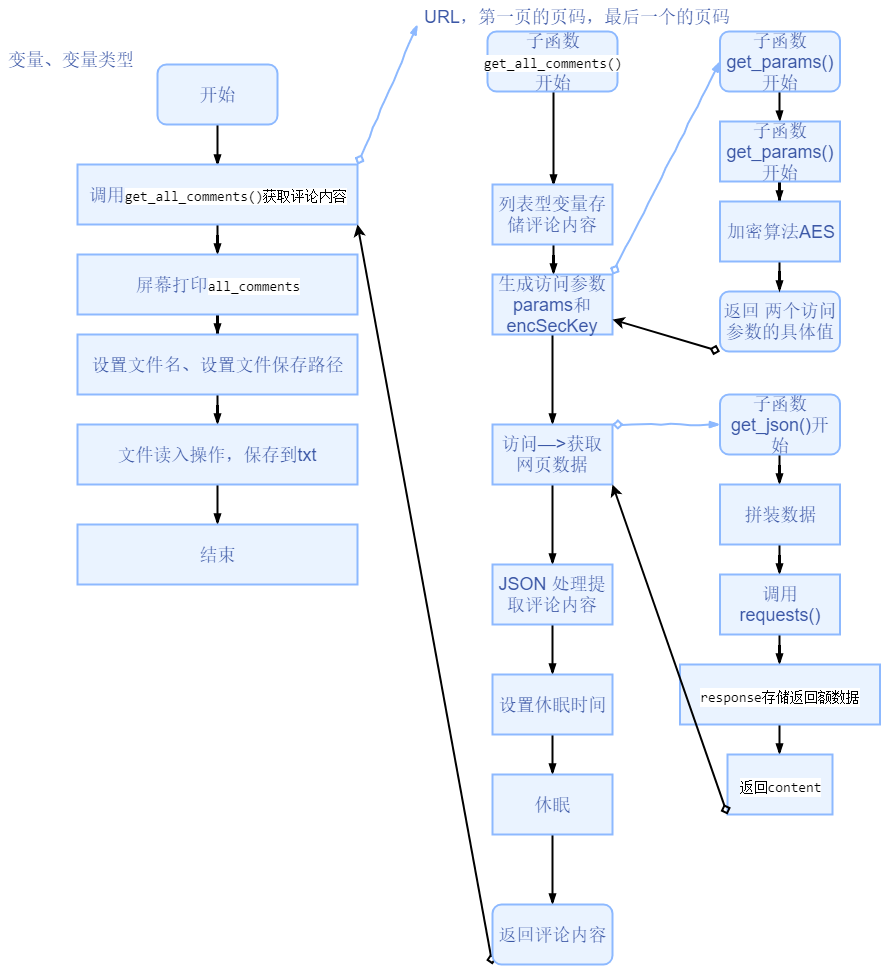 变量、变量类型
开始
调用get_all_comments()获取评论内容
屏幕打印all_comments
设置文件名、设置文件保存路径
文件读入操作，保存到txt
结束
URL，第一页的页码，最后一个的页码
子函数
get_all_comments()
开始
列表型变量存
储评论内容
生成访问参数
params和
encSecKey
访问—>获取
网页数据
JSON 处理提
取评论内容
设置休眠时间
休眠
返回评论内容
子函数
get_params()
开始
子函数
get_params()
开始
加密算法AES
返回 两个访问
参数的具体值
子函数
get_json()开
始
拼装数据
调用
requests()
response存储返回额数据
返回content